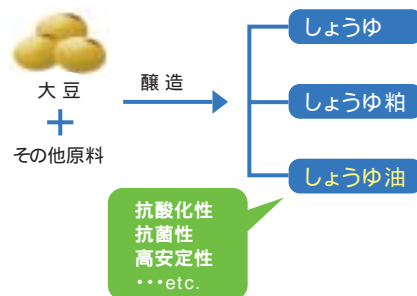 大豆
+
その他原料
醸造
しょうゆ
しょうゆ粕
しょうゆ油
抗酸化性
抗菌性
高安定性
･･･etc.